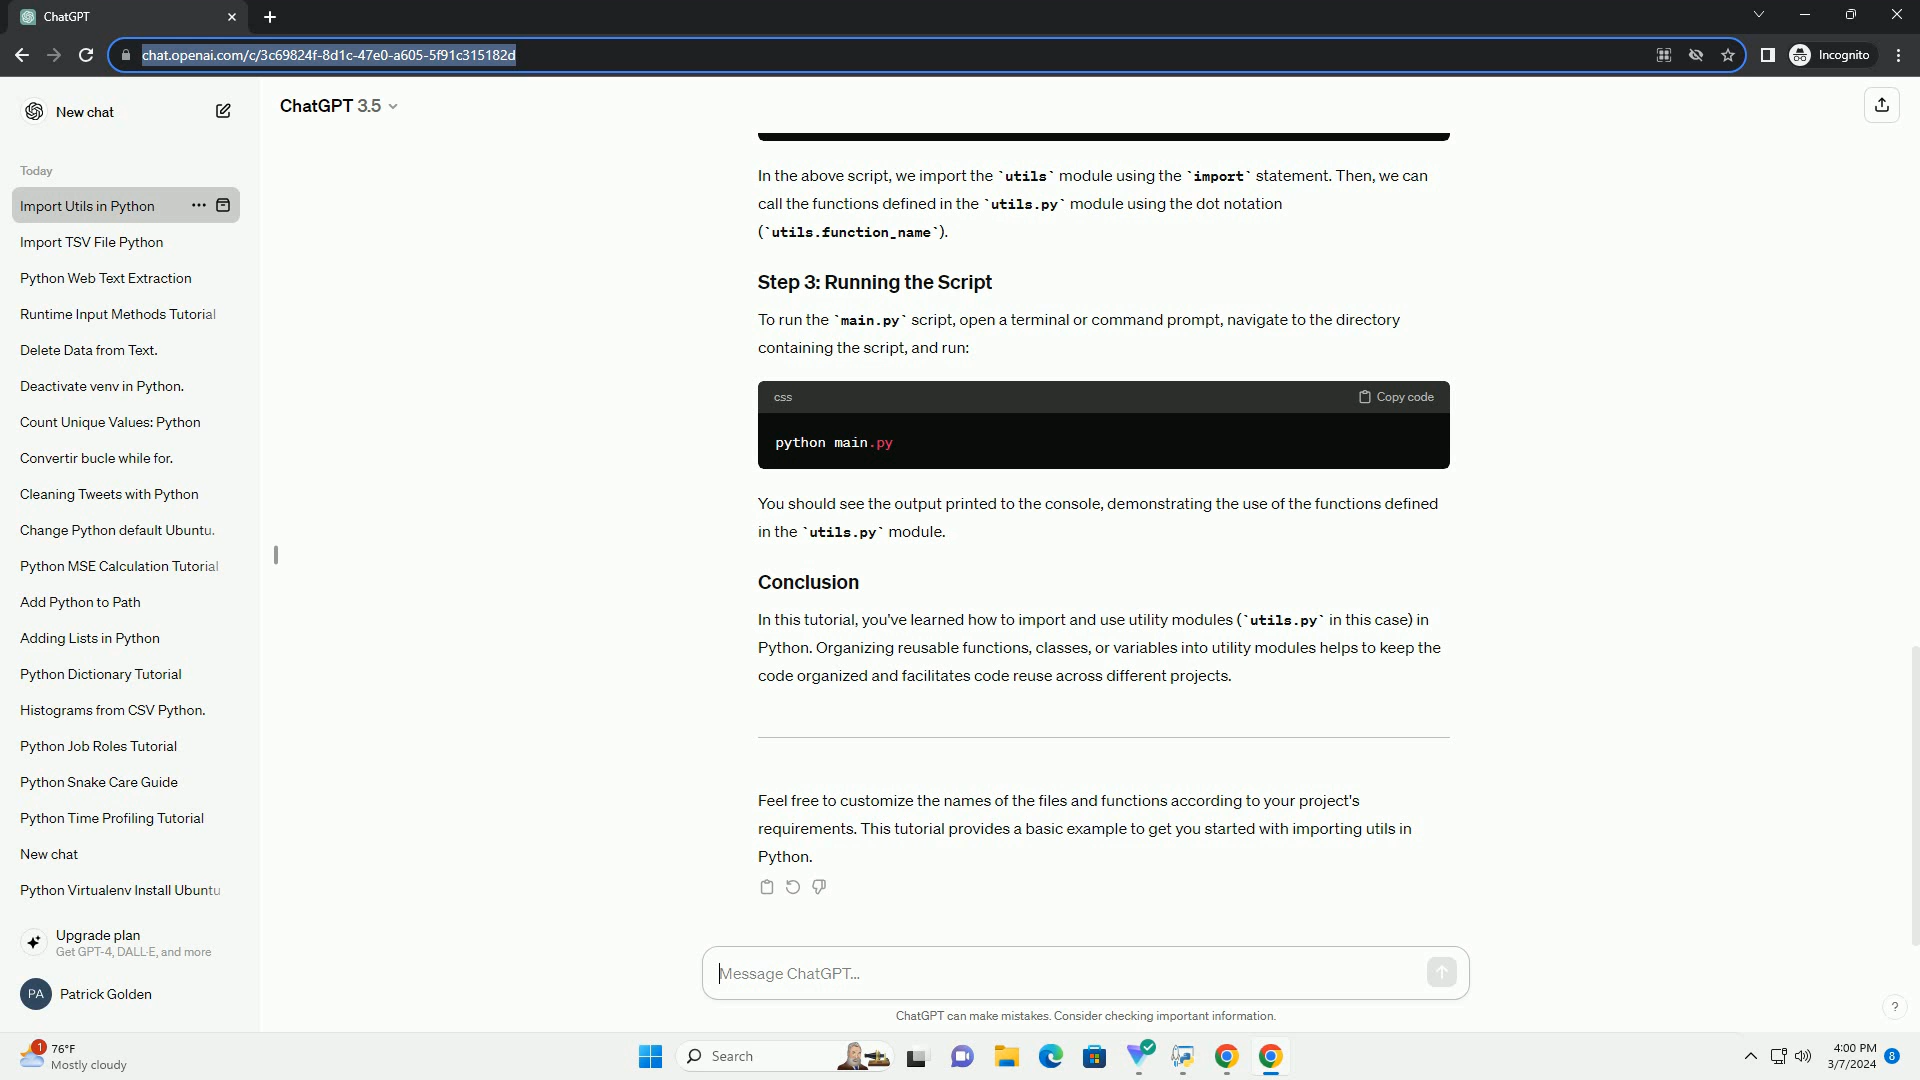 ChatGPT
chat.openai.com/c/3c69824f-8d1c-47e0-a605-5f91c315182d
Incognito
New chat
ChatGPT 3.5
Today
Import Utils in Python
Import TSV File Python
Python Web Text Extraction
Runtime Input Methods Tutorial
Delete Data from Text.
Deactivate venv in Python.
Count Unique Values: Python
Convertir bucle while for.
Cleaning Tweets with Python
Change Python default Ubuntu.
Python MSE Calculation Tutorial
Add Python to Path
Adding Lists in Python
Python Dictionary Tutorial
Histograms from CSV Python.
Python Job Roles Tutorial
Python Snake Care Guide
Python Time Profiling Tutorial
New chat
Python Virtualenv Install Ubuntu
Upgrade plan
Get GPT-4, DALL·E, and more
PA Patrick Golden
In the above script, we import the `utils` module using the `import` statement. Then, we can
call the functions defined in the `utils.py` module using the dot notation
(`utils.function_name`).
Step 3: Running the Script
To run the `main.py` script, open a terminal or command prompt, navigate to the directory
containing the script, and run:
css Copy code
python main.py
You should see the output printed to the console, demonstrating the use of the functions defined
in the `utils.py` module.
Conclusion
In this tutorial, you've learned how to import and use utility modules (`utils.py` in this case) in
Python. Organizing reusable functions, classes, or variables into utility modules helps to keep the
code organized and facilitates code reuse across different projects.
Feel free to customize the names of the files and functions according to your project's
requirements. This tutorial provides a basic example to get you started with importing utils in
Python.
Message ChatGPT...
ChatGPT can make mistakes. Consider checking important information.
?
1
76°F
Mostly cloudy
Search
4:00 PM
3/7/2024
8